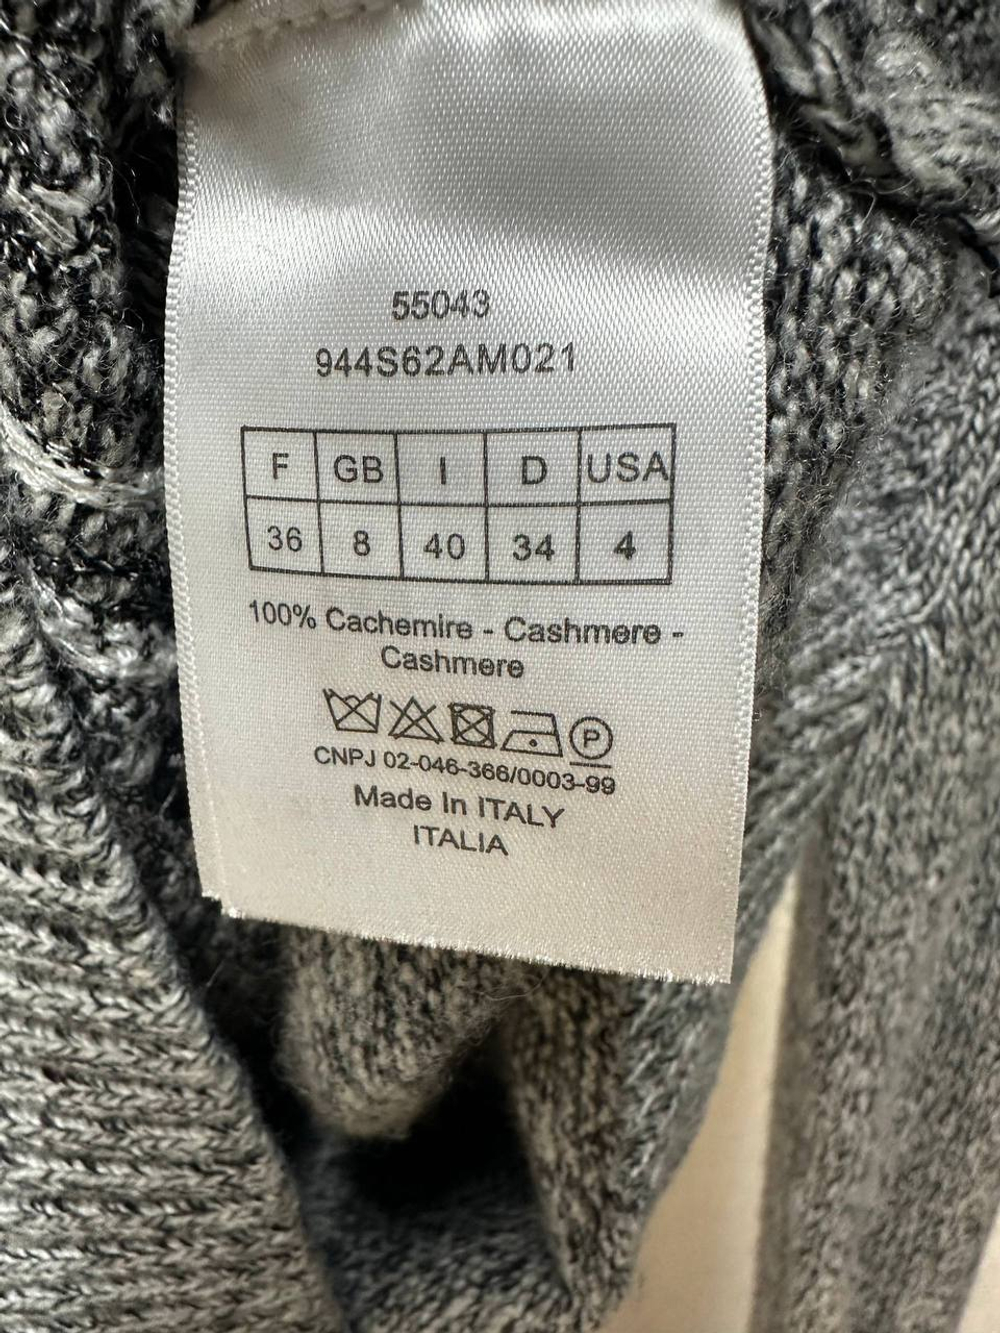 55043
944S62AM021
F GB I D USA
36 8 40 34 4
100% Cachemire - Cashmere -
Cashmere
P
CNPJ 02-046-366/0003-99
Made In ITALY
ITALIA